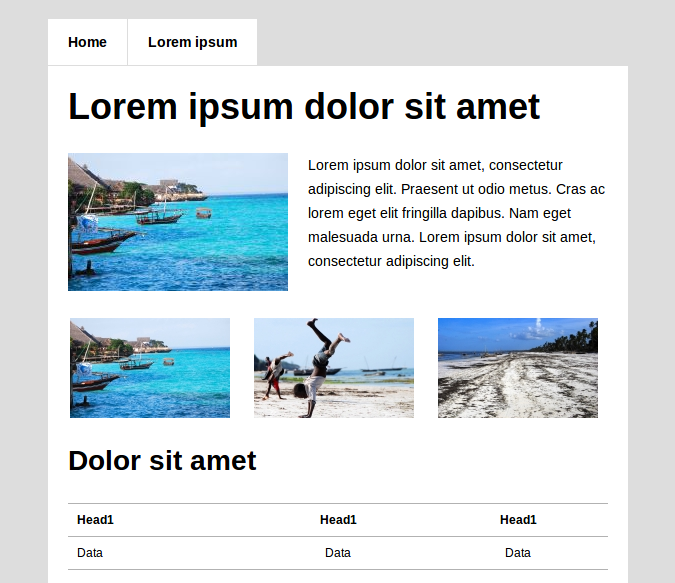 Home Lorem ipsum
Lorem ipsum dolor sit amet
Lorem ipsum dolor sit amet, consectetur
adipiscing elit. Praesent ut odio metus. Cras ac
lorem eget elit fringilla dapibus. Nam eget
malesuada urna. Lorem ipsum dolor sit amet,
consectetur adipiscing elit.
Dolor sit amet
Head1 Head1 Head1
Data Data Data